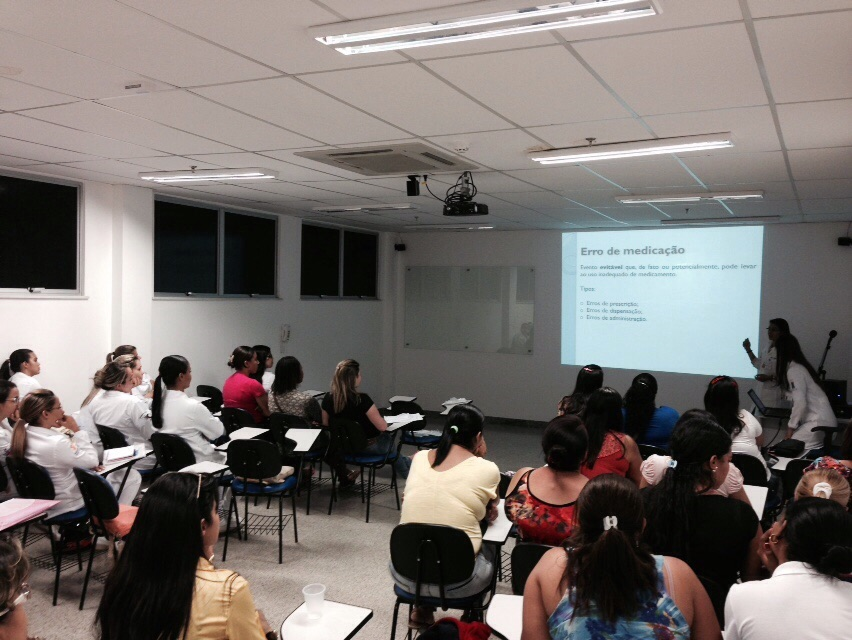 Erro de medicação
Evento evitável que, de fato ou potencialmente, pode levar
ao uso inadequado de medicamento.
Tipos:
Erros de prescrição;
Erros de dispensação;
Erros de administração.